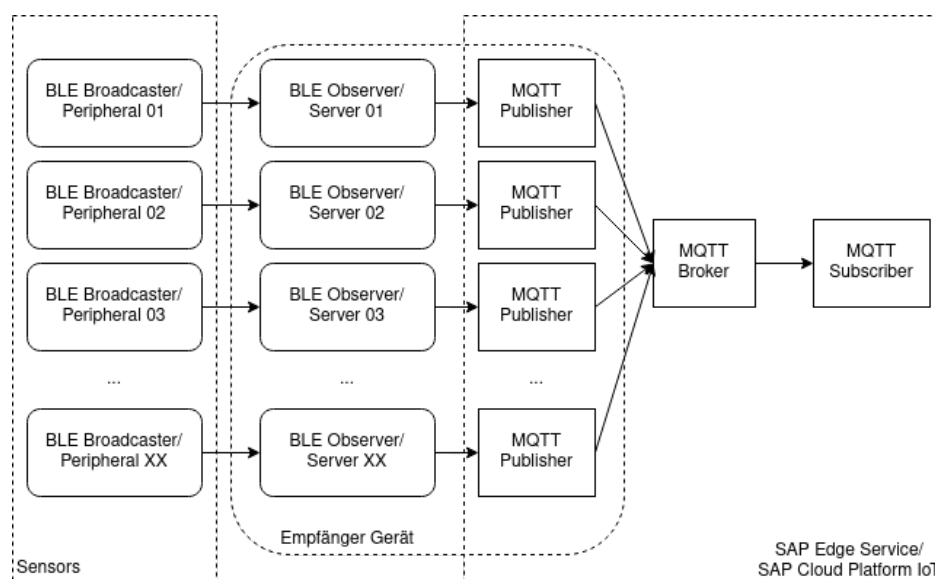 BLE Broadcaster/
Peripheral 01
BLE Observer/
Server 01
MQTT
Publisher
BLE Broadcaster/
Peripheral 02
BLE Observer/
Server 02
MQTT
Publisher
MQTT
Broker
MQTT
Subscriber
BLE Broadcaster/
Peripheral 03
BLE Observer/
Server 03
MQTT
Publisher
...
...
...
BLE Broadcaster/
Peripheral XX
BLE Observer/
Server XX
MQTT
Publisher
Empfänger Gerät
Sensors
SAP Edge Service/
SAP Cloud Platform IoT